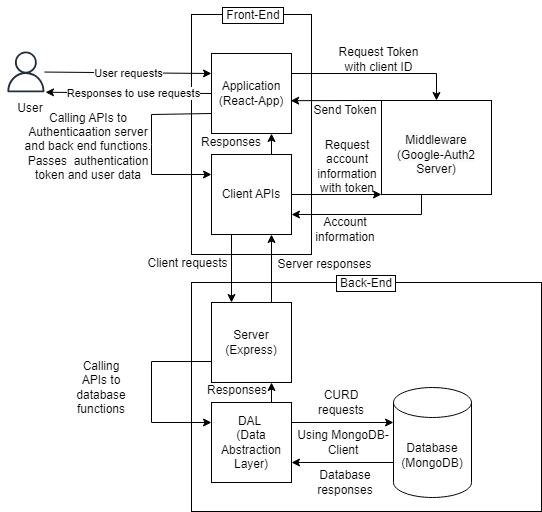 Front-End
Request Token
with client ID
User requests
Application
(React-App)
Responses to use requests
User
Send Token
Calling APIs to
Authenticaation server
and back end functions.
Passes authentication
token and user data
Responses
Middleware
(Google-Auth2
Server)
Request
account
information
with token
Client APIs
Account
information
Client requests
Server responses
Back-End
Server
(Express)
Calling
APIs to
database
functions
Responses
CURD
requests
DAL
(Data
Abstraction
Layer)
Using MongoDB-
Client
Database
(MongoDB)
Database
responses